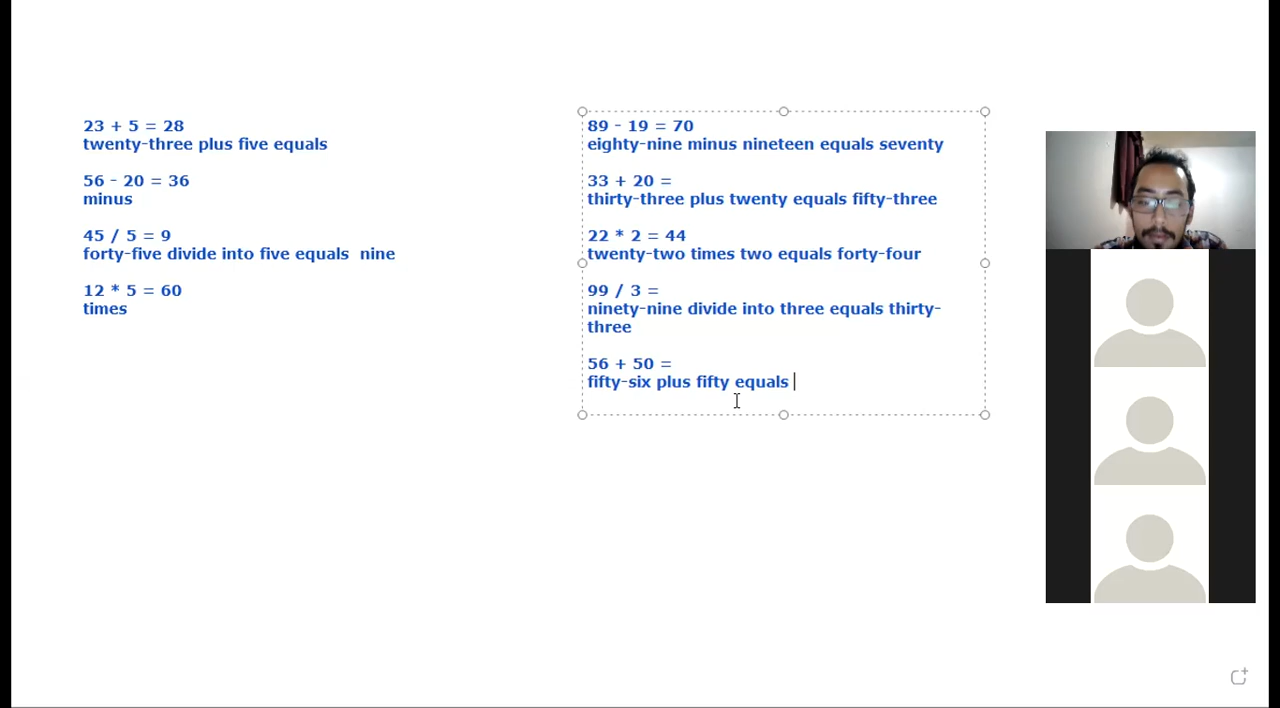 23 + 5 = 28
twenty-three plus five equals
56 - 20 = 36
minus
45 / 5 = 9
forty-five divide into five equals  nine
12 * 5 = 60
times
89 - 19 = 70
eighty-nine minus nineteen equals seventy
33 + 20 =
thirty-three plus twenty equals fifty-three
22 * 2 = 44
twenty-two times two equals forty-four
99 / 3 =
ninety-nine divide into three equals thirty-
three
56 + 50 =
fifty-six plus fifty equals